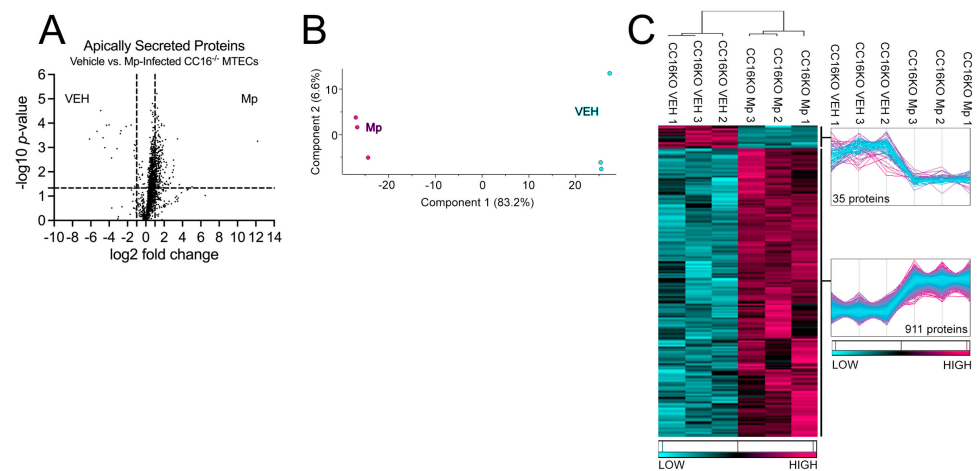 A
Apically Secreted Proteins
Vehicle vs. Mp-Infected CC16-/- MTECs
VEH
Mp
6
5
4
3
2
1
0
-log10 p-value
-10 -8 -6 -4 -2 0 2 4 6 8 10 12 14
log2 fold change
B
Component 2 (6.6%)
10
0
Mp
VEH
-20
-10
0
10
20
Component 1 (83.2%)
C
CC16KO VEH 1
CC16KO VEH 3
CC16KO VEH 2
CC16KO Mp 3
CC16KO Mp 2
CC16KO Mp 1
CC16KO VEH 1
CC16KO VEH 3
CC16KO VEH 2
CC16KO Mp 3
CC16KO Mp 2
CC16KO Mp 1
35 proteins
911 proteins
LOW HIGH
LOW HIGH